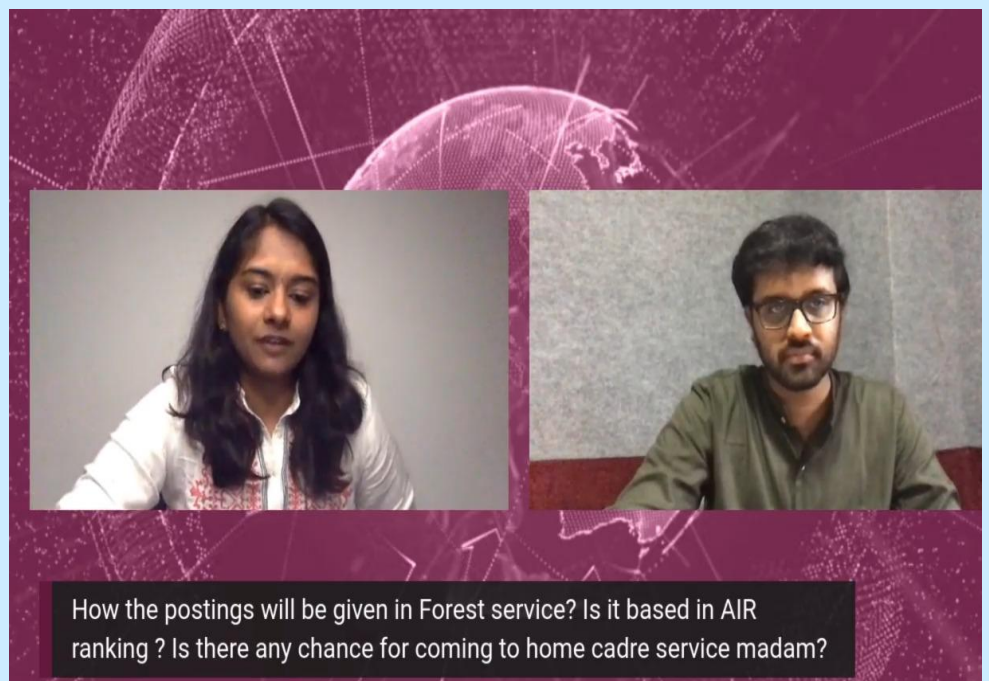 How the postings will be given in Forest service? Is it based in AIR
ranking ? Is there any chance for coming to home cadre service madam?